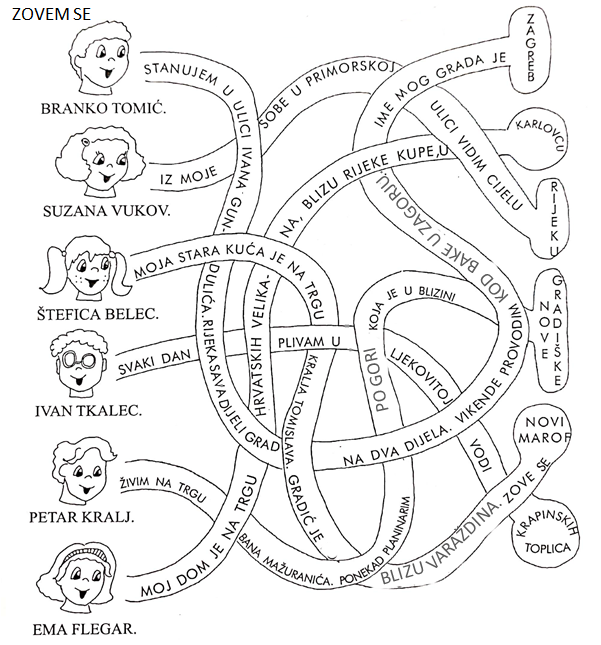 ZOVEM SE
BRANKO TOMIĆ.
STANUJEM U ULICI IVANA GUN-
DULIĆA. RIJEKA SAVA DIJELI GRAD
NA DVA DIJELA. VIKENDE PROVODIM
KOD BAKE U ZAGORJU.
IME MOG GRADA JE
ZAGREB
SUZANA VUKOV.
IZ MOJE
SOBE U PRIMORSKOJ
ULICI VIDIM CIJELU
RIJEKU
ŠTEFICA BELEC.
MOJA STARA KUĆA JE NA TRGU
KRALJA TOMISLAVA. GRADIĆ JE
BLIZU VARAŽDINA. ZOVE SE
NOVI
MAROF
IVAN TKALEC.
SVAKI DAN
PLIVAM U
LJEKOVITOJ
VODI
KRAPINSKIH
TOPLICA
PETAR KRALJ.
ŽIVIM NA TRGU
BANA MAŽURANIĆA. PONEKAD PLANINARIM
POGORI
KOJA JE U BLIZINI
NOVE
GRADIŠKE
EMA FLEGAR.
MOJ DOM JE NA TRGU
HRVATSKIH VELIKA-
NA, BLIZU RIJEKE KUPE,U
KARLOVCU